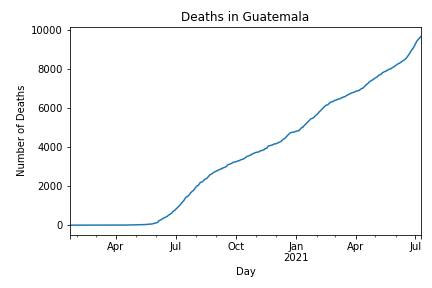 Deaths in Guatemala
10000
8000
6000
4000
2000
0
Number of Deaths
Apr Jul Oct Jan Apr Jul
2021
Day